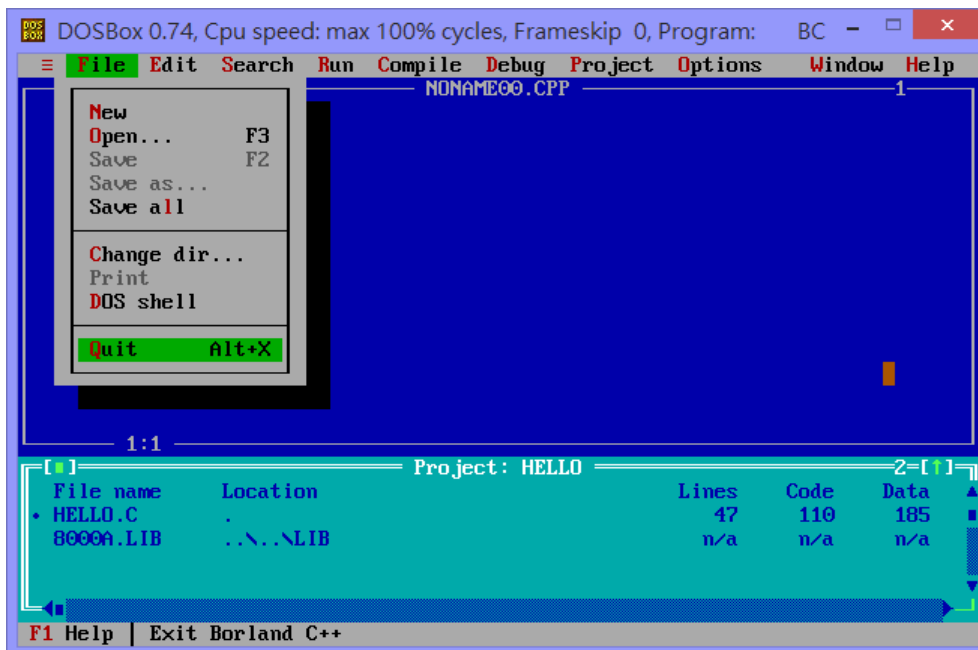 DOSBox 0.74, Cpu speed: max 100% cycles, Frameskip 0, Program: BC
≡ File Edit Search Run Compile Debug Project Options Window Help
NONAME00.CPP 1
New
Open... F3
Save F2
Save as...
Save all
Change dir...
Print
DOS shell
Quit Alt+X
1:1
[■] Project: HELLO 2=[↑]
File name Location Lines Code Data
• HELLO.C . 47 110 185
8000A.LIB ..\..\LIB n/a n/a n/a
F1 Help | Exit Borland C++